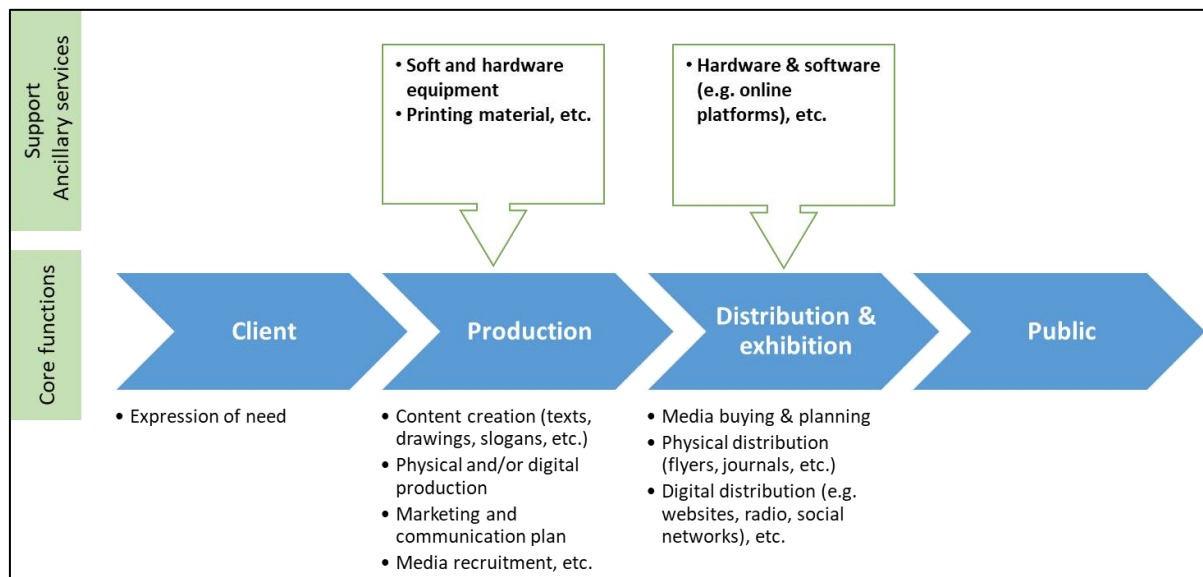 Support
Ancillary services
• Soft and hardware
equipment
• Printing material, etc.
• Hardware & software
(e.g. online
platforms), etc.
Core functions
Client
Production
Distribution &
exhibition
Public
• Expression of need
• Content creation (texts,
drawings, slogans, etc.)
• Physical and/or digital
production
• Marketing and
communication plan
• Media recruitment, etc.
• Media buying & planning
• Physical distribution
(flyers, journals, etc.)
• Digital distribution (e.g.
websites, radio, social
networks), etc.